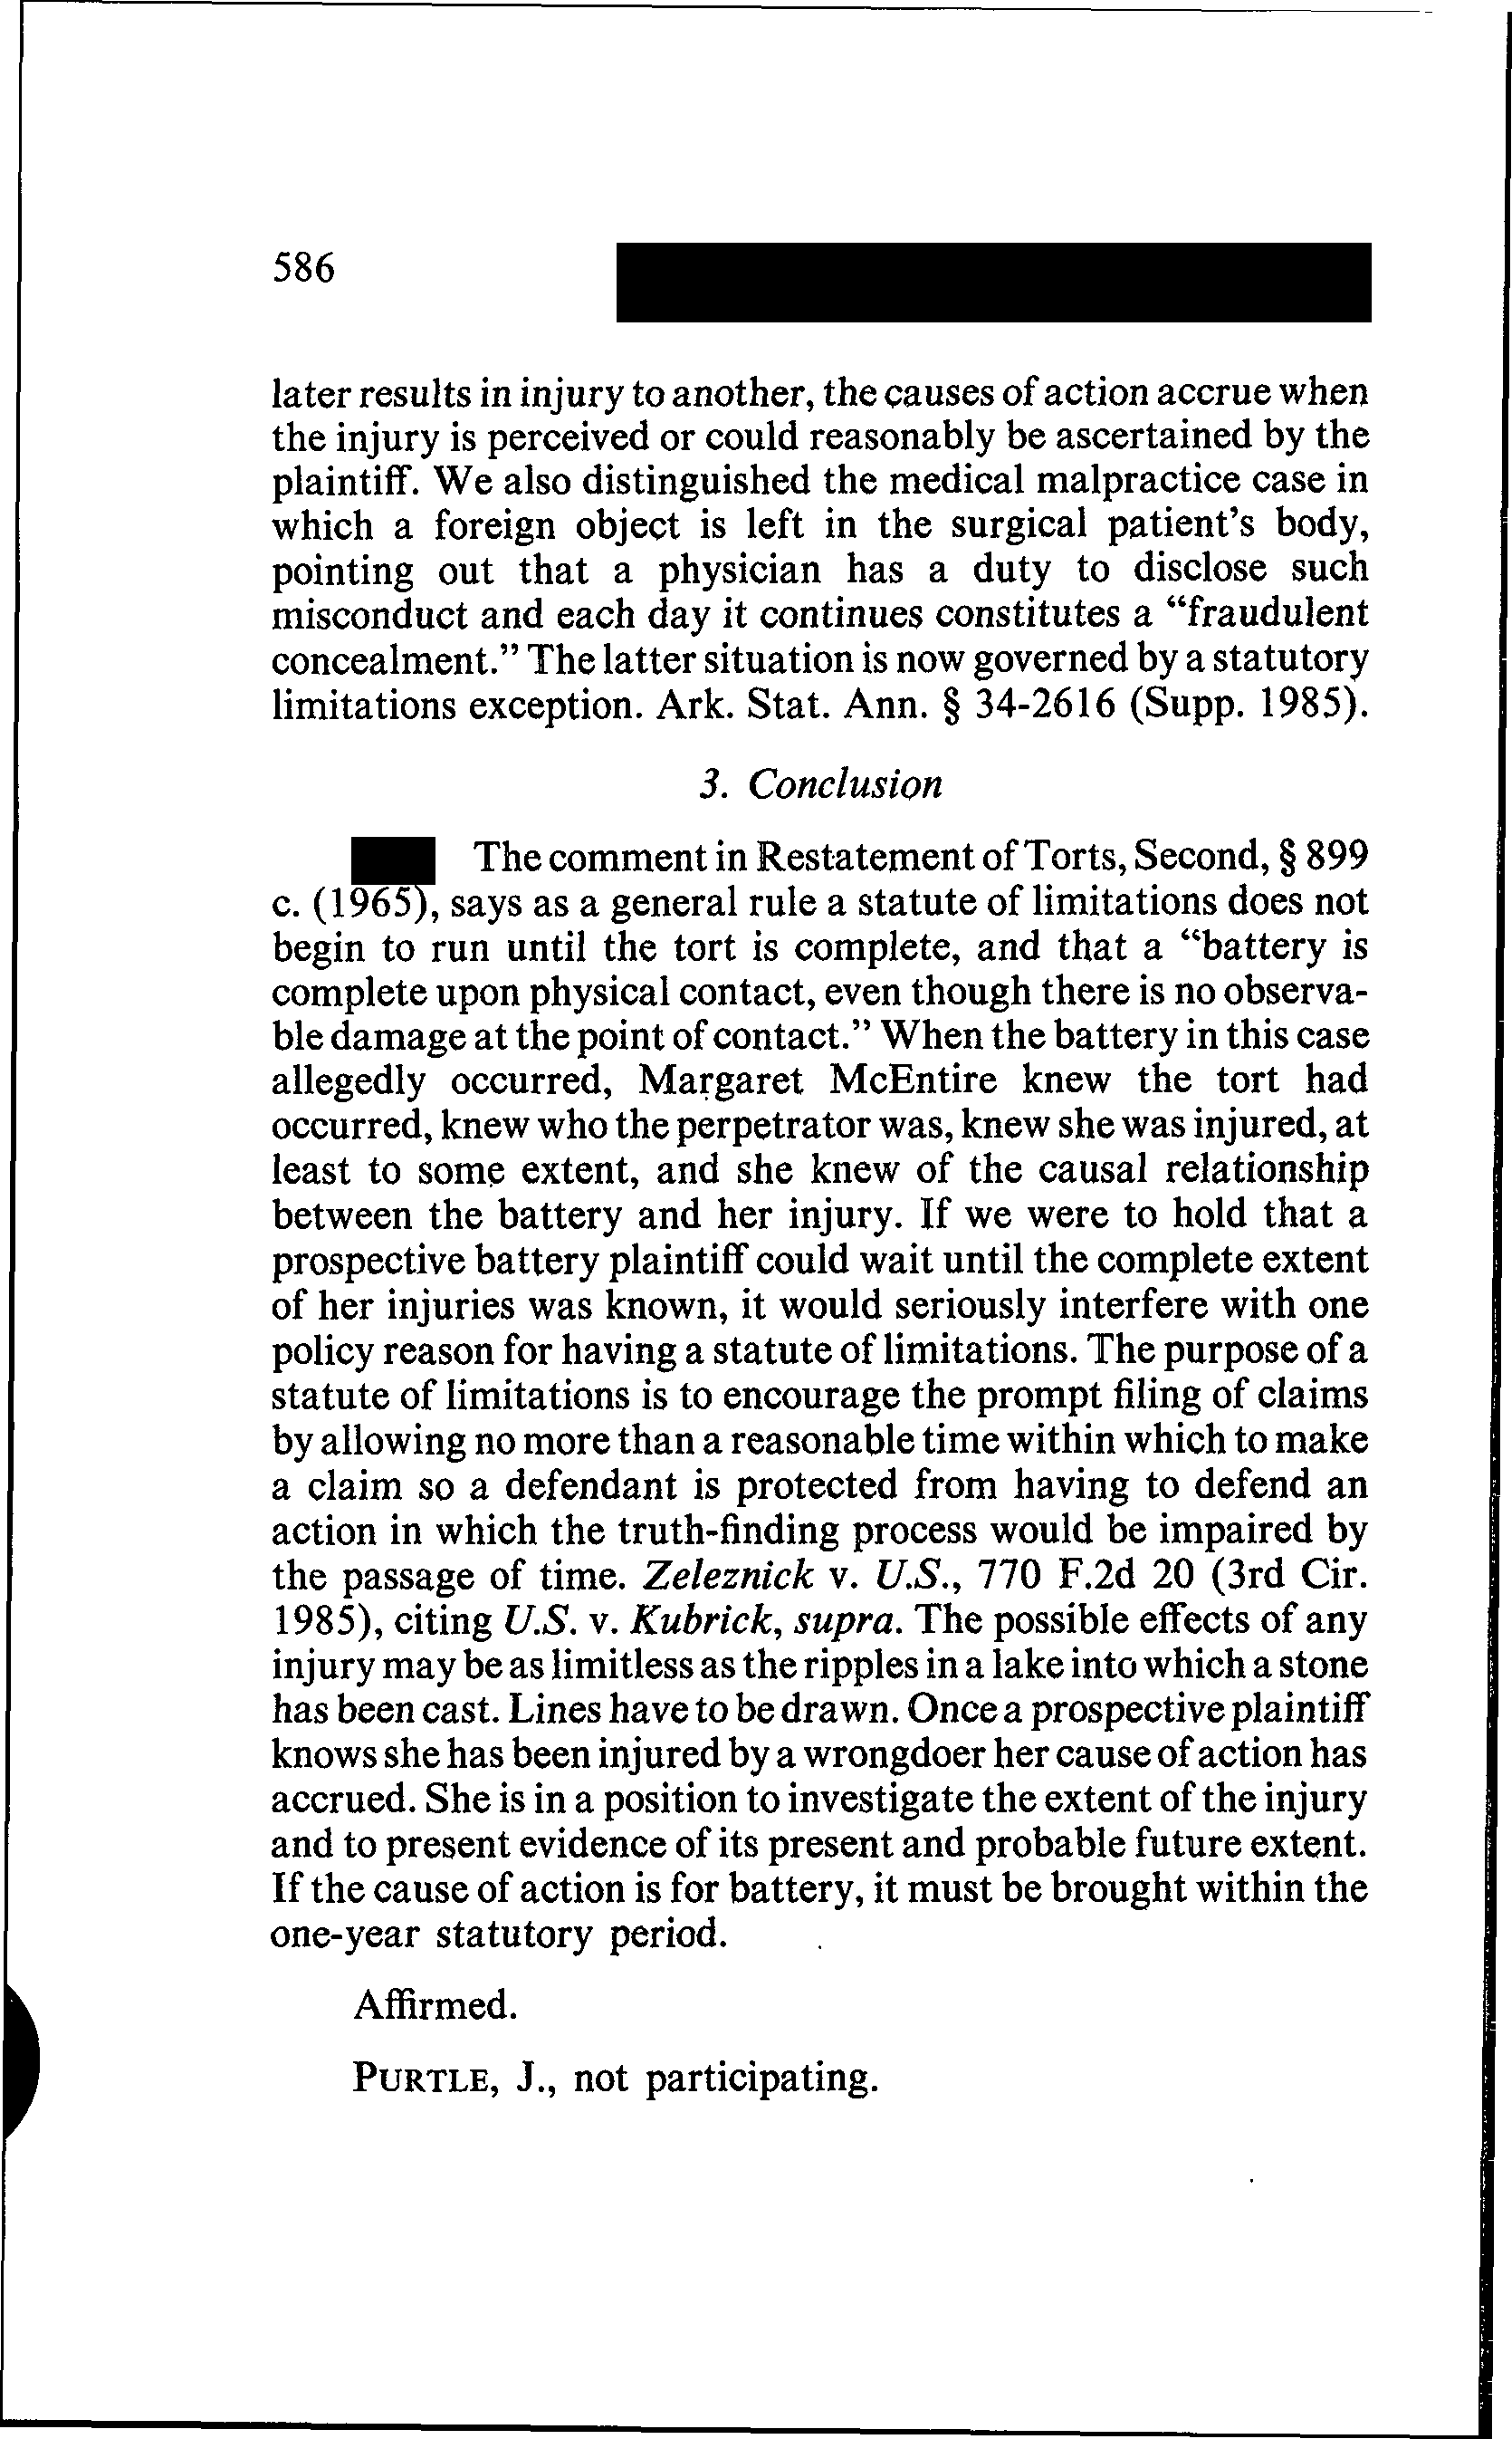 586
later results in injury to another, the causes of action accrue when
the injury is perceived or could reasonably be ascertained by the
plaintiff. We also distinguished the medical malpractice case in
which a foreign object is left in the surgical patient's body,
pointing out that a physician has a duty to disclose such
misconduct and each day it continues constitutes a “fraudulent
concealment.” The latter situation is now governed by a statutory
limitations exception. Ark. Stat. Ann. § 34-2616 (Supp. 1985).
3. Conclusion
The comment in Restatement of Torts, Second, § 899
c. (1965), says as a general rule a statute of limitations does not
begin to run until the tort is complete, and that a “battery is
complete upon physical contact, even though there is no observa-
ble damage at the point of contact.” When the battery in this case
allegedly occurred, Margaret McEntire knew the tort had
occurred, knew who the perpetrator was, knew she was injured, at
least to some extent, and she knew of the causal relationship
between the battery and her injury. If we were to hold that a
prospective battery plaintiff could wait until the complete extent
of her injuries was known, it would seriously interfere with one
policy reason for having a statute of limitations. The purpose of a
statute of limitations is to encourage the prompt filing of claims
by allowing no more than a reasonable time within which to make
a claim so a defendant is protected from having to defend an
action in which the truth-finding process would be impaired by
the passage of time. Zeleznick v. U.S., 770 F.2d 20 (3rd Cir.
1985), citing U.S. v. Kubrick, supra. The possible effects of any
injury may be as limitless as the ripples in a lake into which a stone
has been cast. Lines have to be drawn. Once a prospective plaintiff
knows she has been injured by a wrongdoer her cause of action has
accrued. She is in a position to investigate the extent of the injury
and to present evidence of its present and probable future extent.
If the cause of action is for battery, it must be brought within the
one-year statutory period.
Affirmed.
PURTLE, J., not participating.